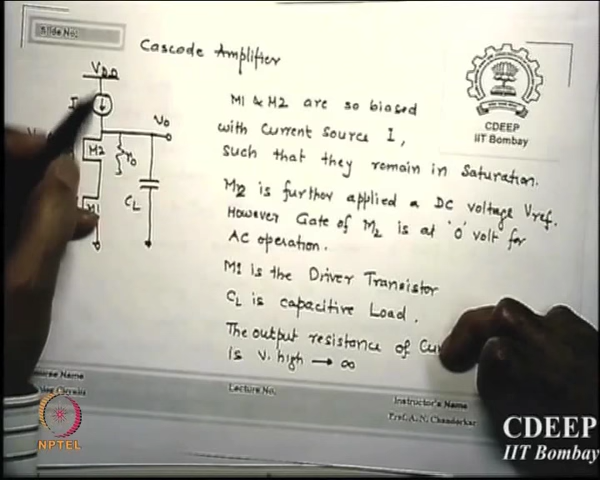 Slide No:
Cascode Amplifier
VDD
I
Vo
M2
ro
M1
CL
M1 & M2 are so biased
with Current Source I,
such that they remain in Saturation.
M2 is further applied a DC voltage Vref.
However Gate of M2 is at '0' volt for
AC operation.
M1 is the Driver Transistor
CL is capacitive Load.
The output resistance of
is v. high → ∞
CDEEP
IIT Bombay
Lecture No.
Instructor's Name
Prof. A. N. Chandorkar
NPTEL
CDEEP
IIT Bombay